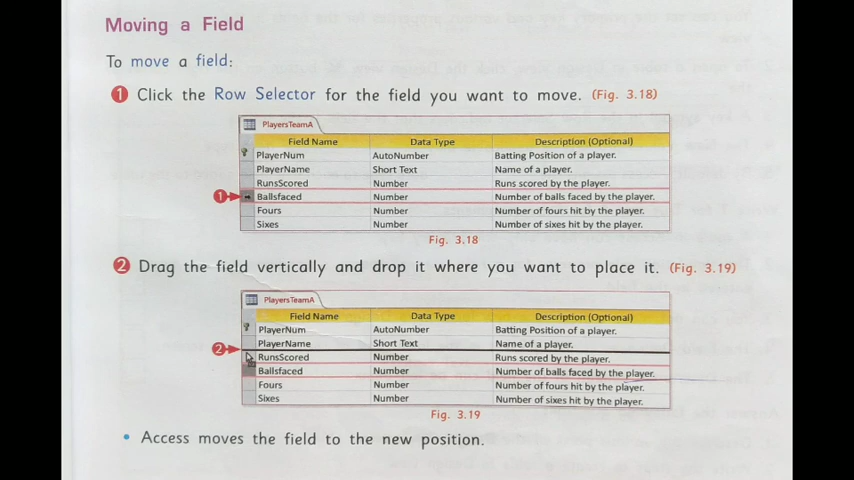 Moving a Field
To move a field:
1 Click the Row Selector for the field you want to move. (Fig. 3.18)
PlayersTeamA
Field Name Data Type Description (Optional)
PlayerNum AutoNumber Batting Position of a player.
PlayerName Short Text Name of a player.
RunsScored Number Runs scored by the player.
1 Ballsfaced Number Number of balls faced by the player.
Fours Number Number of fours hit by the player.
Sixes Number Number of sixes hit by the player.
Fig. 3.18
2 Drag the field vertically and drop it where you want to place it. (Fig. 3.19)
PlayersTeamA
Field Name Data Type Description (Optional)
PlayerNum AutoNumber Batting Position of a player.
PlayerName Short Text Name of a player.
2
RunsScored Number Runs scored by the player.
Ballsfaced Number Number of balls faced by the player.
Fours Number Number of fours hit by the player.
Sixes Number Number of sixes hit by the player.
Fig. 3.19
• Access moves the field to the new position.